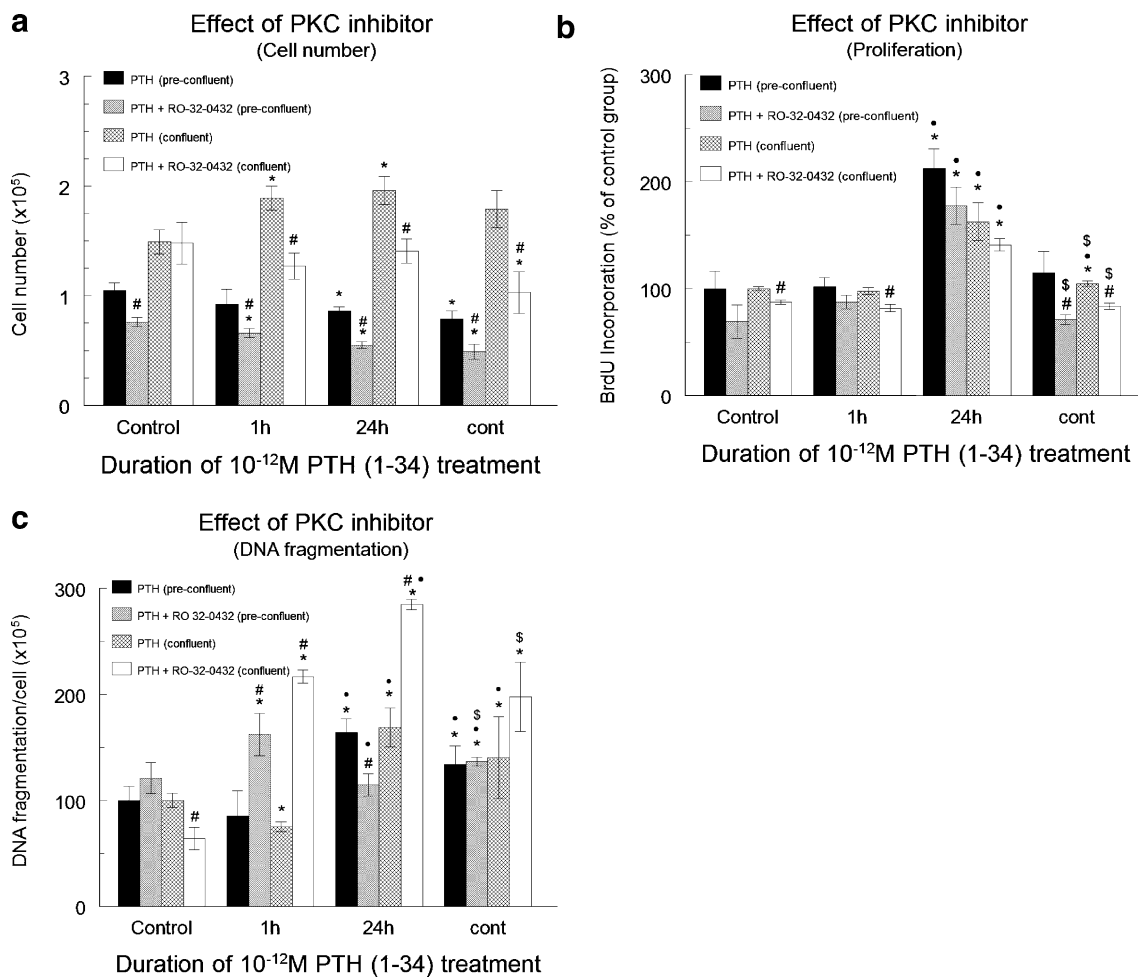 a
Effect of PKC inhibitor
(Cell number)
3
2
1
0
Cell number (x10⁵)
PTH (pre-confluent)
PTH + RO-32-0432 (pre-confluent)
PTH (confluent)
PTH + RO-32-0432 (confluent)
#
# *
*
#
*
# *
*
#
*
# *
# *
Control 1h 24h cont
Duration of 10⁻¹²M PTH (1-34) treatment
b
Effect of PKC inhibitor
(Proliferation)
300
200
100
0
BrdU Incorporation (% of control group)
PTH (pre-confluent)
PTH + RO-32-0432 (pre-confluent)
PTH (confluent)
PTH + RO-32-0432 (confluent)
#
#
• *
• *
• *
• *
$ #
$ • *
$ #
Control 1h 24h cont
Duration of 10⁻¹²M PTH (1-34) treatment
c
Effect of PKC inhibitor
(DNA fragmentation)
300
200
100
0
DNA fragmentation/cell (x10⁵)
PTH (pre-confluent)
PTH + RO 32-0432 (pre-confluent)
PTH (confluent)
PTH + RO-32-0432 (confluent)
#
# *
*
# *
• *
• #
• *
# • *
• *
$ • *
• *
$ *
Control 1h 24h cont
Duration of 10⁻¹²M PTH (1-34) treatment